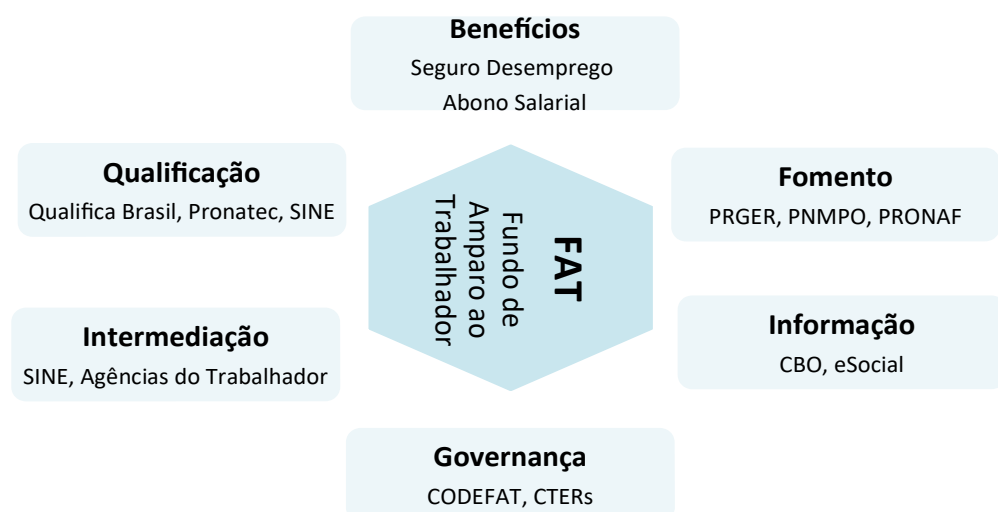 Benefícios
Seguro Desemprego
Abono Salarial
Qualificação
Qualifica Brasil, Pronatec, SINE
Fomento
PRGER, PNMPO, PRONAF
FAT
Fundo de
Amparo ao
Trabalhador
Intermediação
SINE, Agências do Trabalhador
Informação
CBO, eSocial
Governança
CODEFAT, CTERs